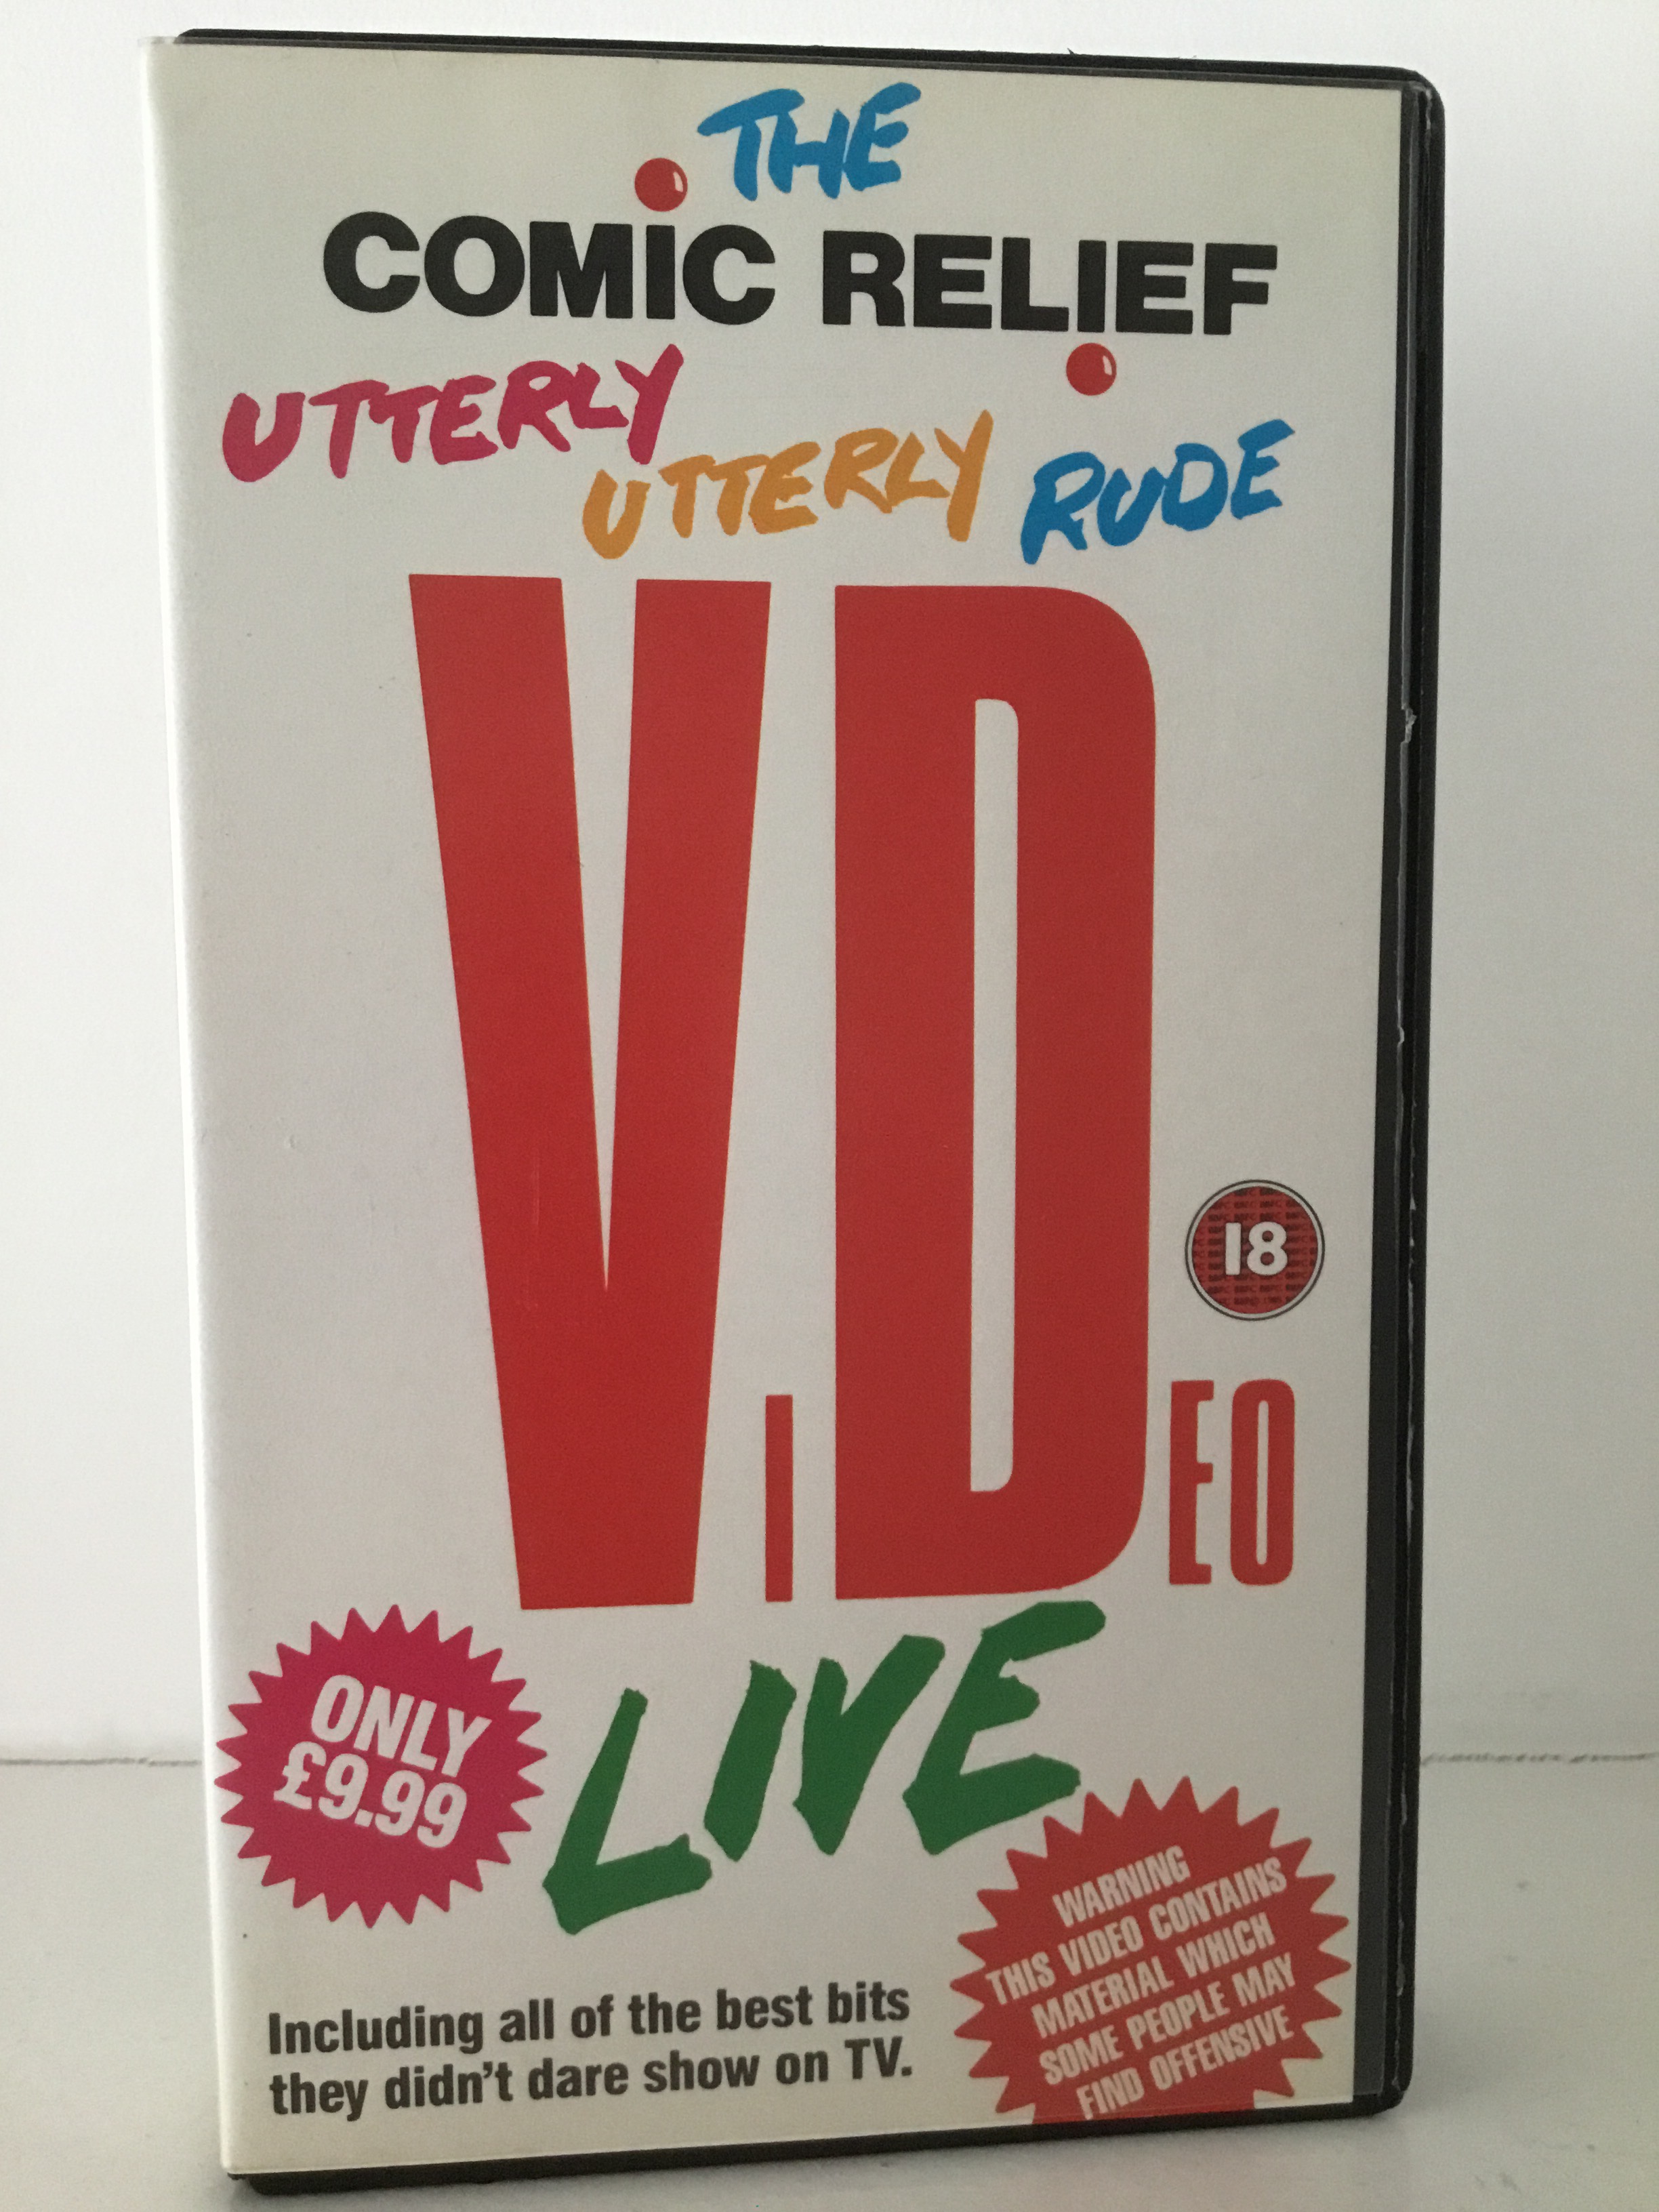 THE
COMiC RELIEF
UTTERLY
UTTERLY RUDE
VIDEO
18
LIVE
ONLY
£9.99
WARNING
THIS VIDEO CONTAINS
MATERIAL WHICH
SOME PEOPLE MAY
FIND OFFENSIVE
Including all of the best bits
they didn't dare show on TV.